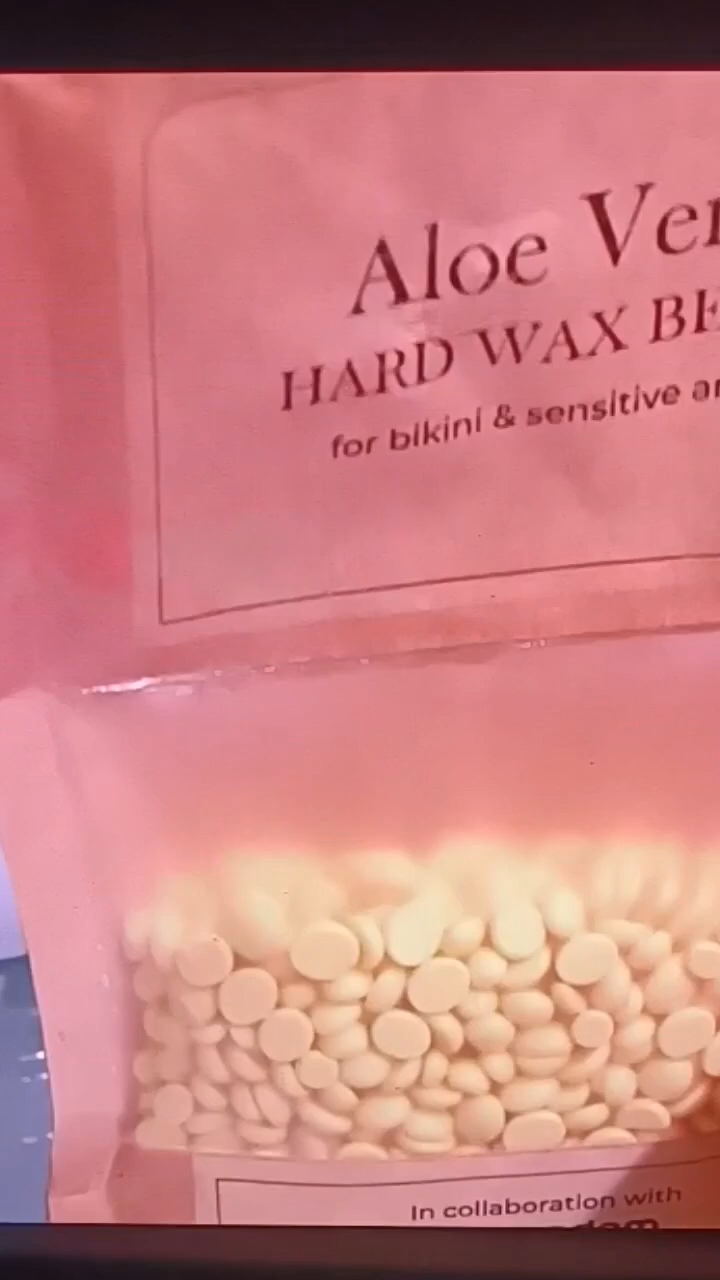 Aloe Ver
HARD WAX BE
for bikini & sensitive ar
In collaboration with